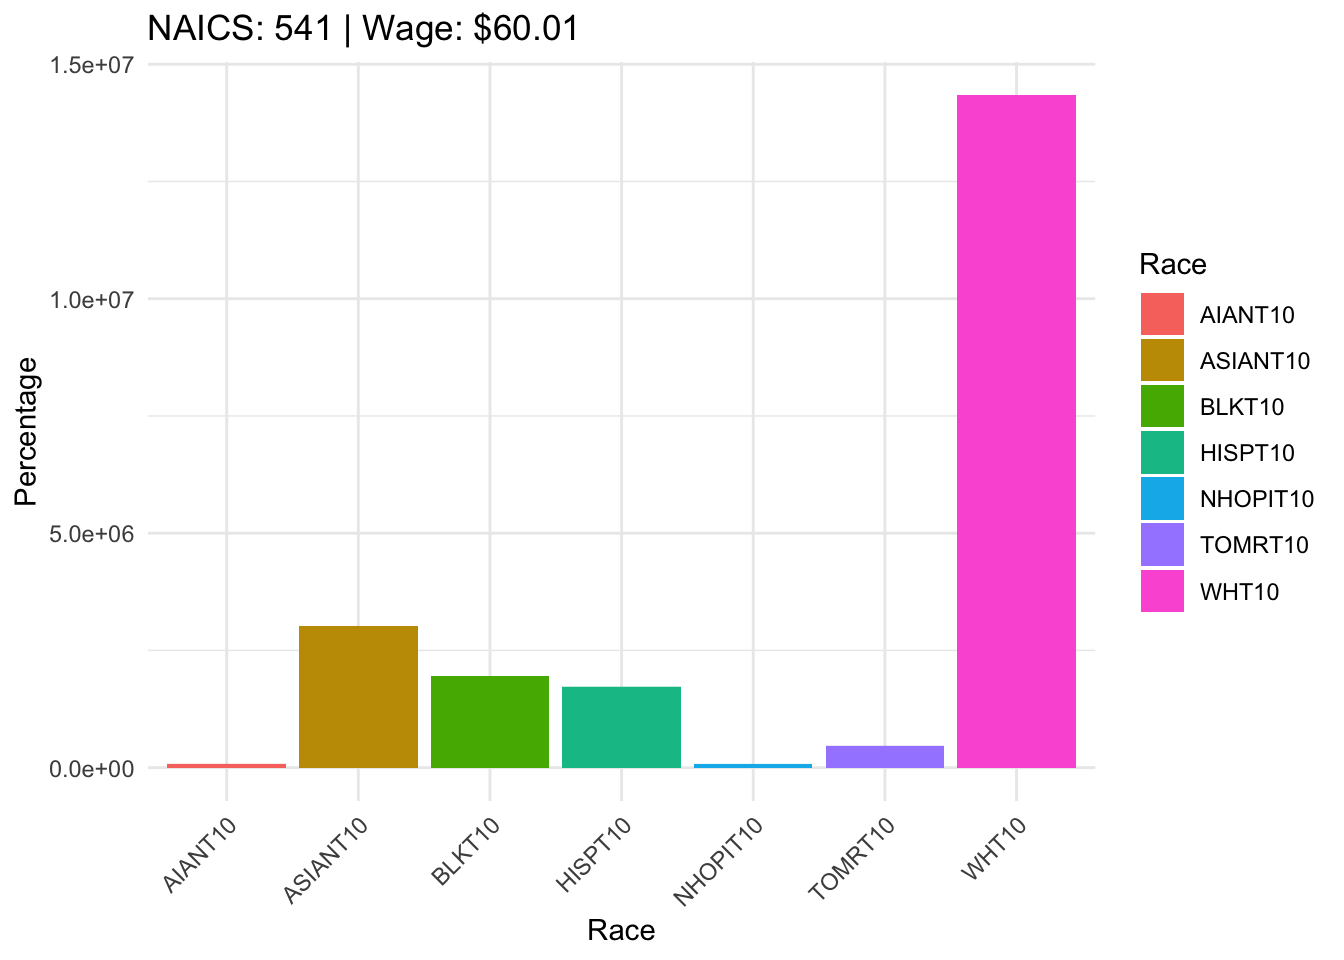 NAICS: 541 | Wage: $60.01
1.5e+07
1.0e+07
5.0e+06
0.0e+00
Percentage
AIANT10
ASIANT10
BLKT10
HISPT10
NHOPIT10
TOMRT10
WHT10
Race
Race
AIANT10
ASIANT10
BLKT10
HISPT10
NHOPIT10
TOMRT10
WHT10